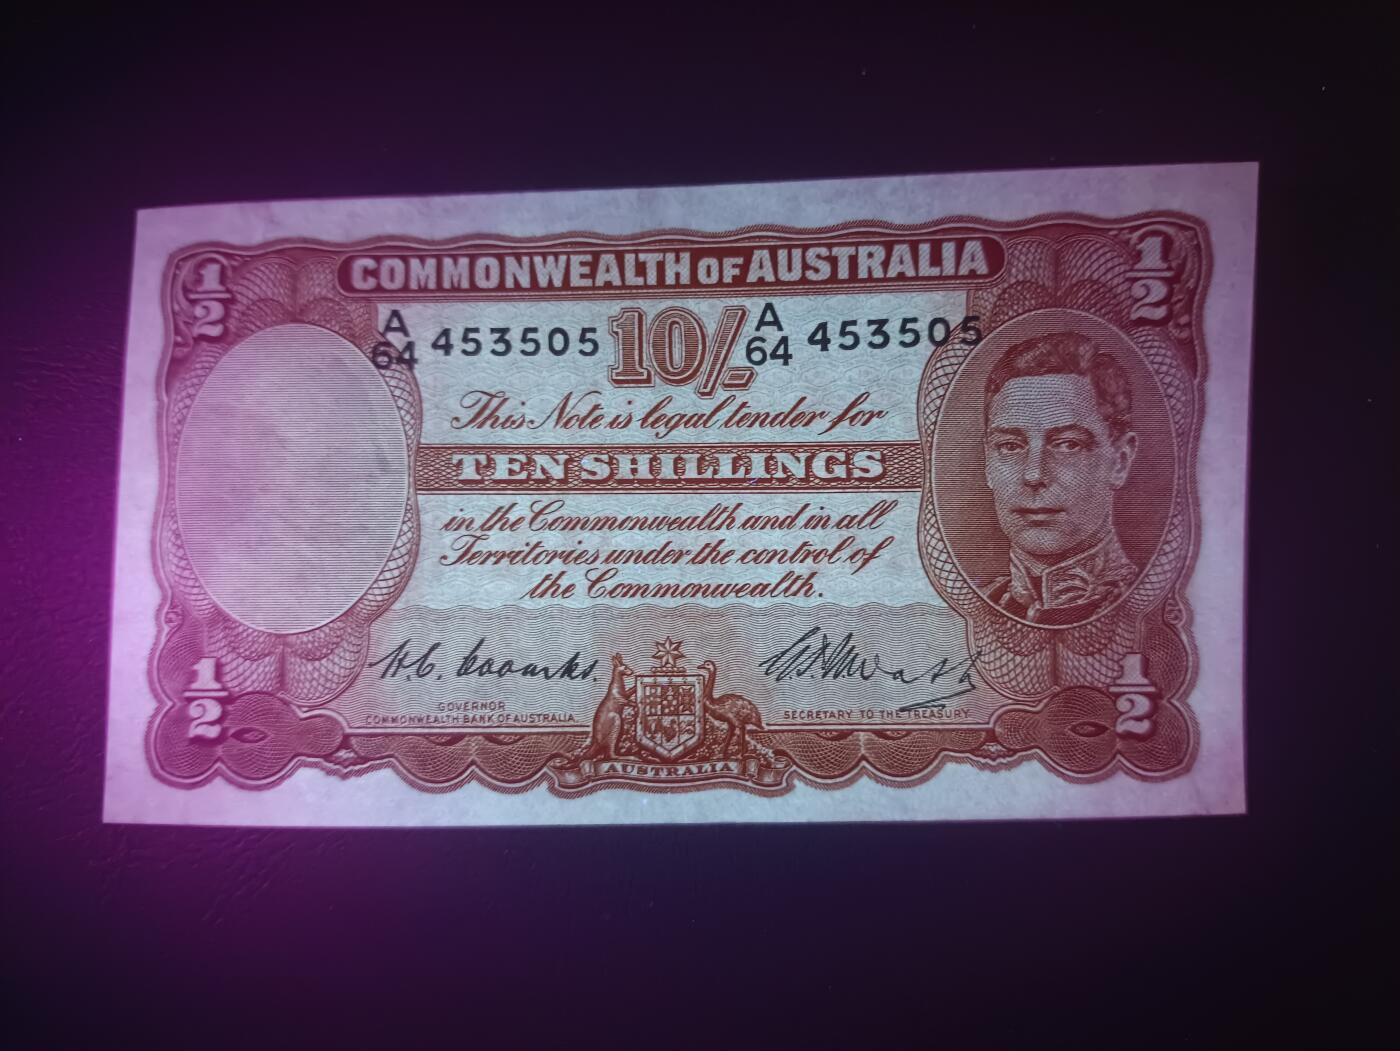 1/2
1/2
COMMONWEALTH OF AUSTRALIA
A/64 453505 10/- A/64 453505
This Note is legal tender for
TEN SHILLINGS
in the Commonwealth and in all
Territories under the control of
the Commonwealth.
1/2
H.C. Coombs.
GOVERNOR
COMMONWEALTH BANK OF AUSTRALIA.
SECRETARY TO THE TREASURY
1/2
AUSTRALIA